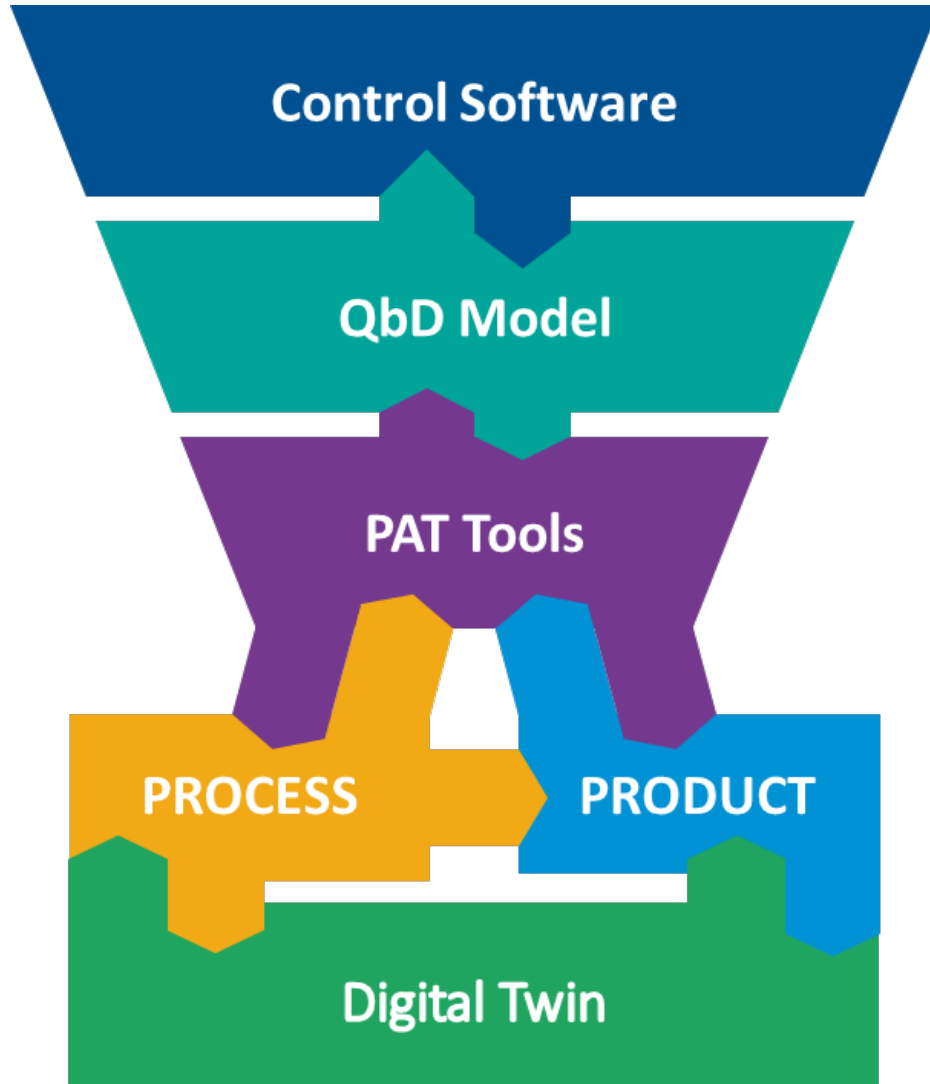 Control Software
QbD Model
PAT Tools
PROCESS
PRODUCT
Digital Twin